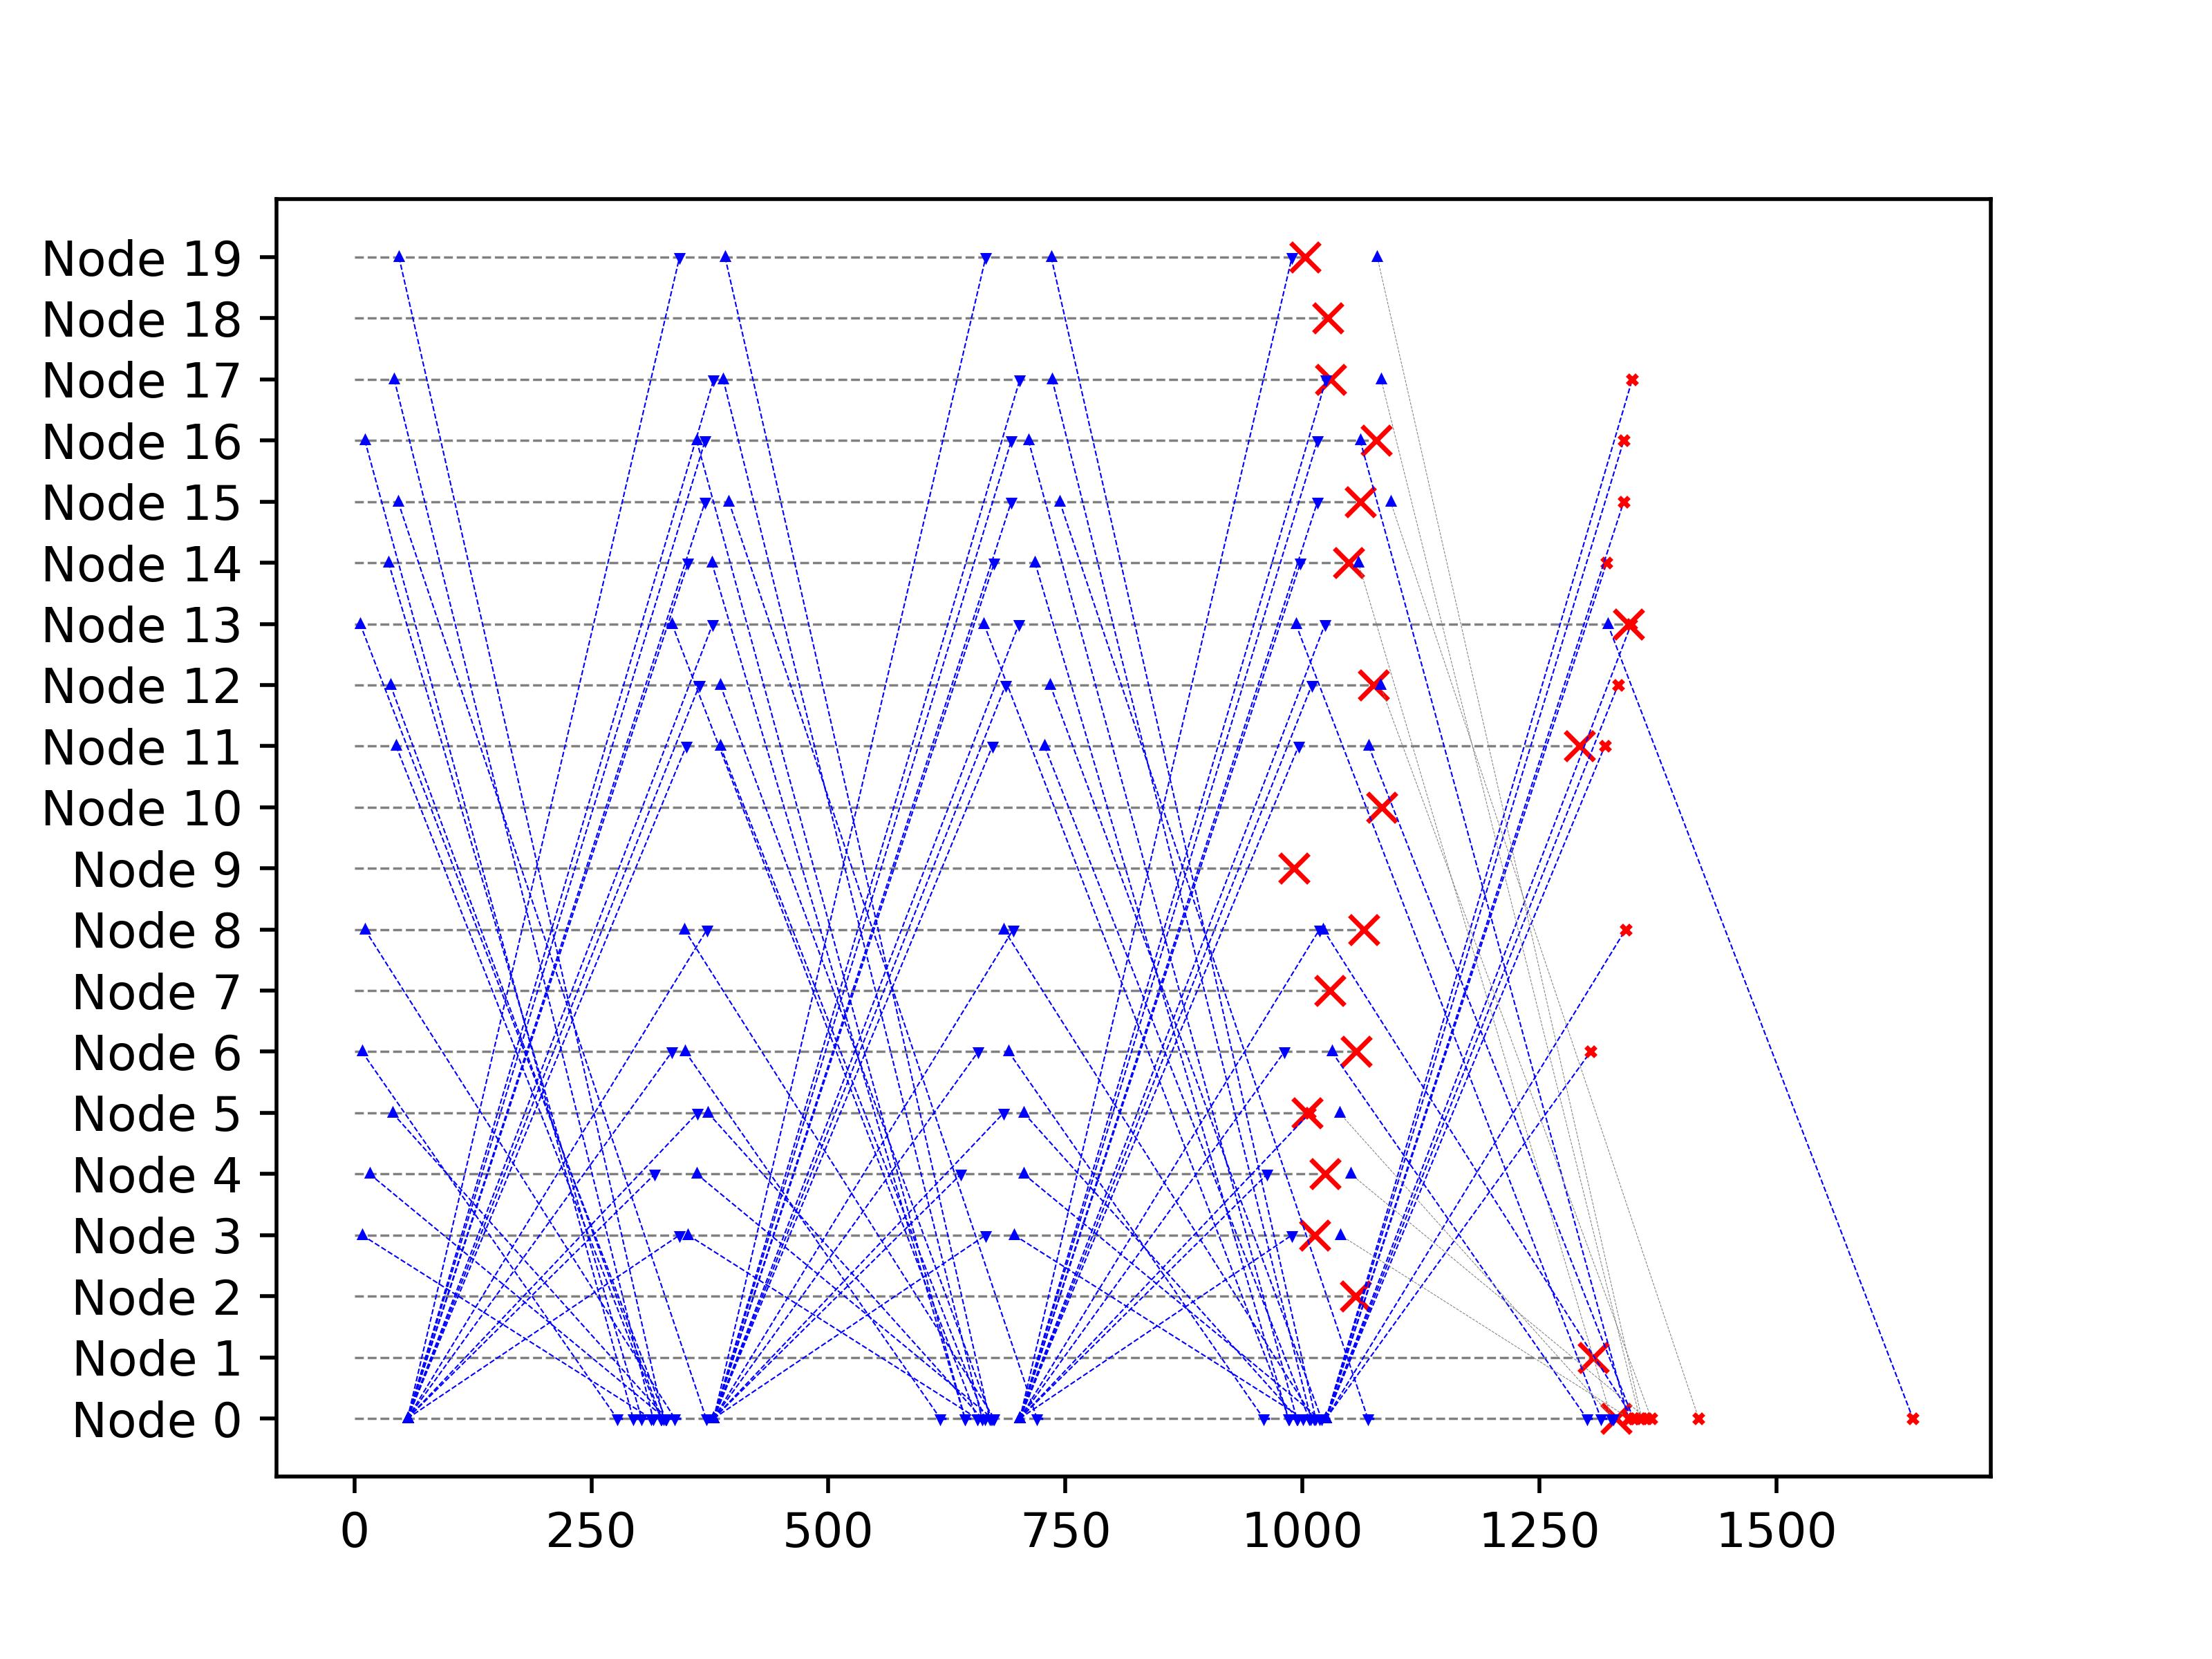 Node 19
Node 18
Node 17
Node 16
Node 15
Node 14
Node 13
Node 12
Node 11
Node 10
Node 9
Node 8
Node 7
Node 6
Node 5
Node 4
Node 3
Node 2
Node 1
Node 0
0 250 500 750 1000 1250 1500